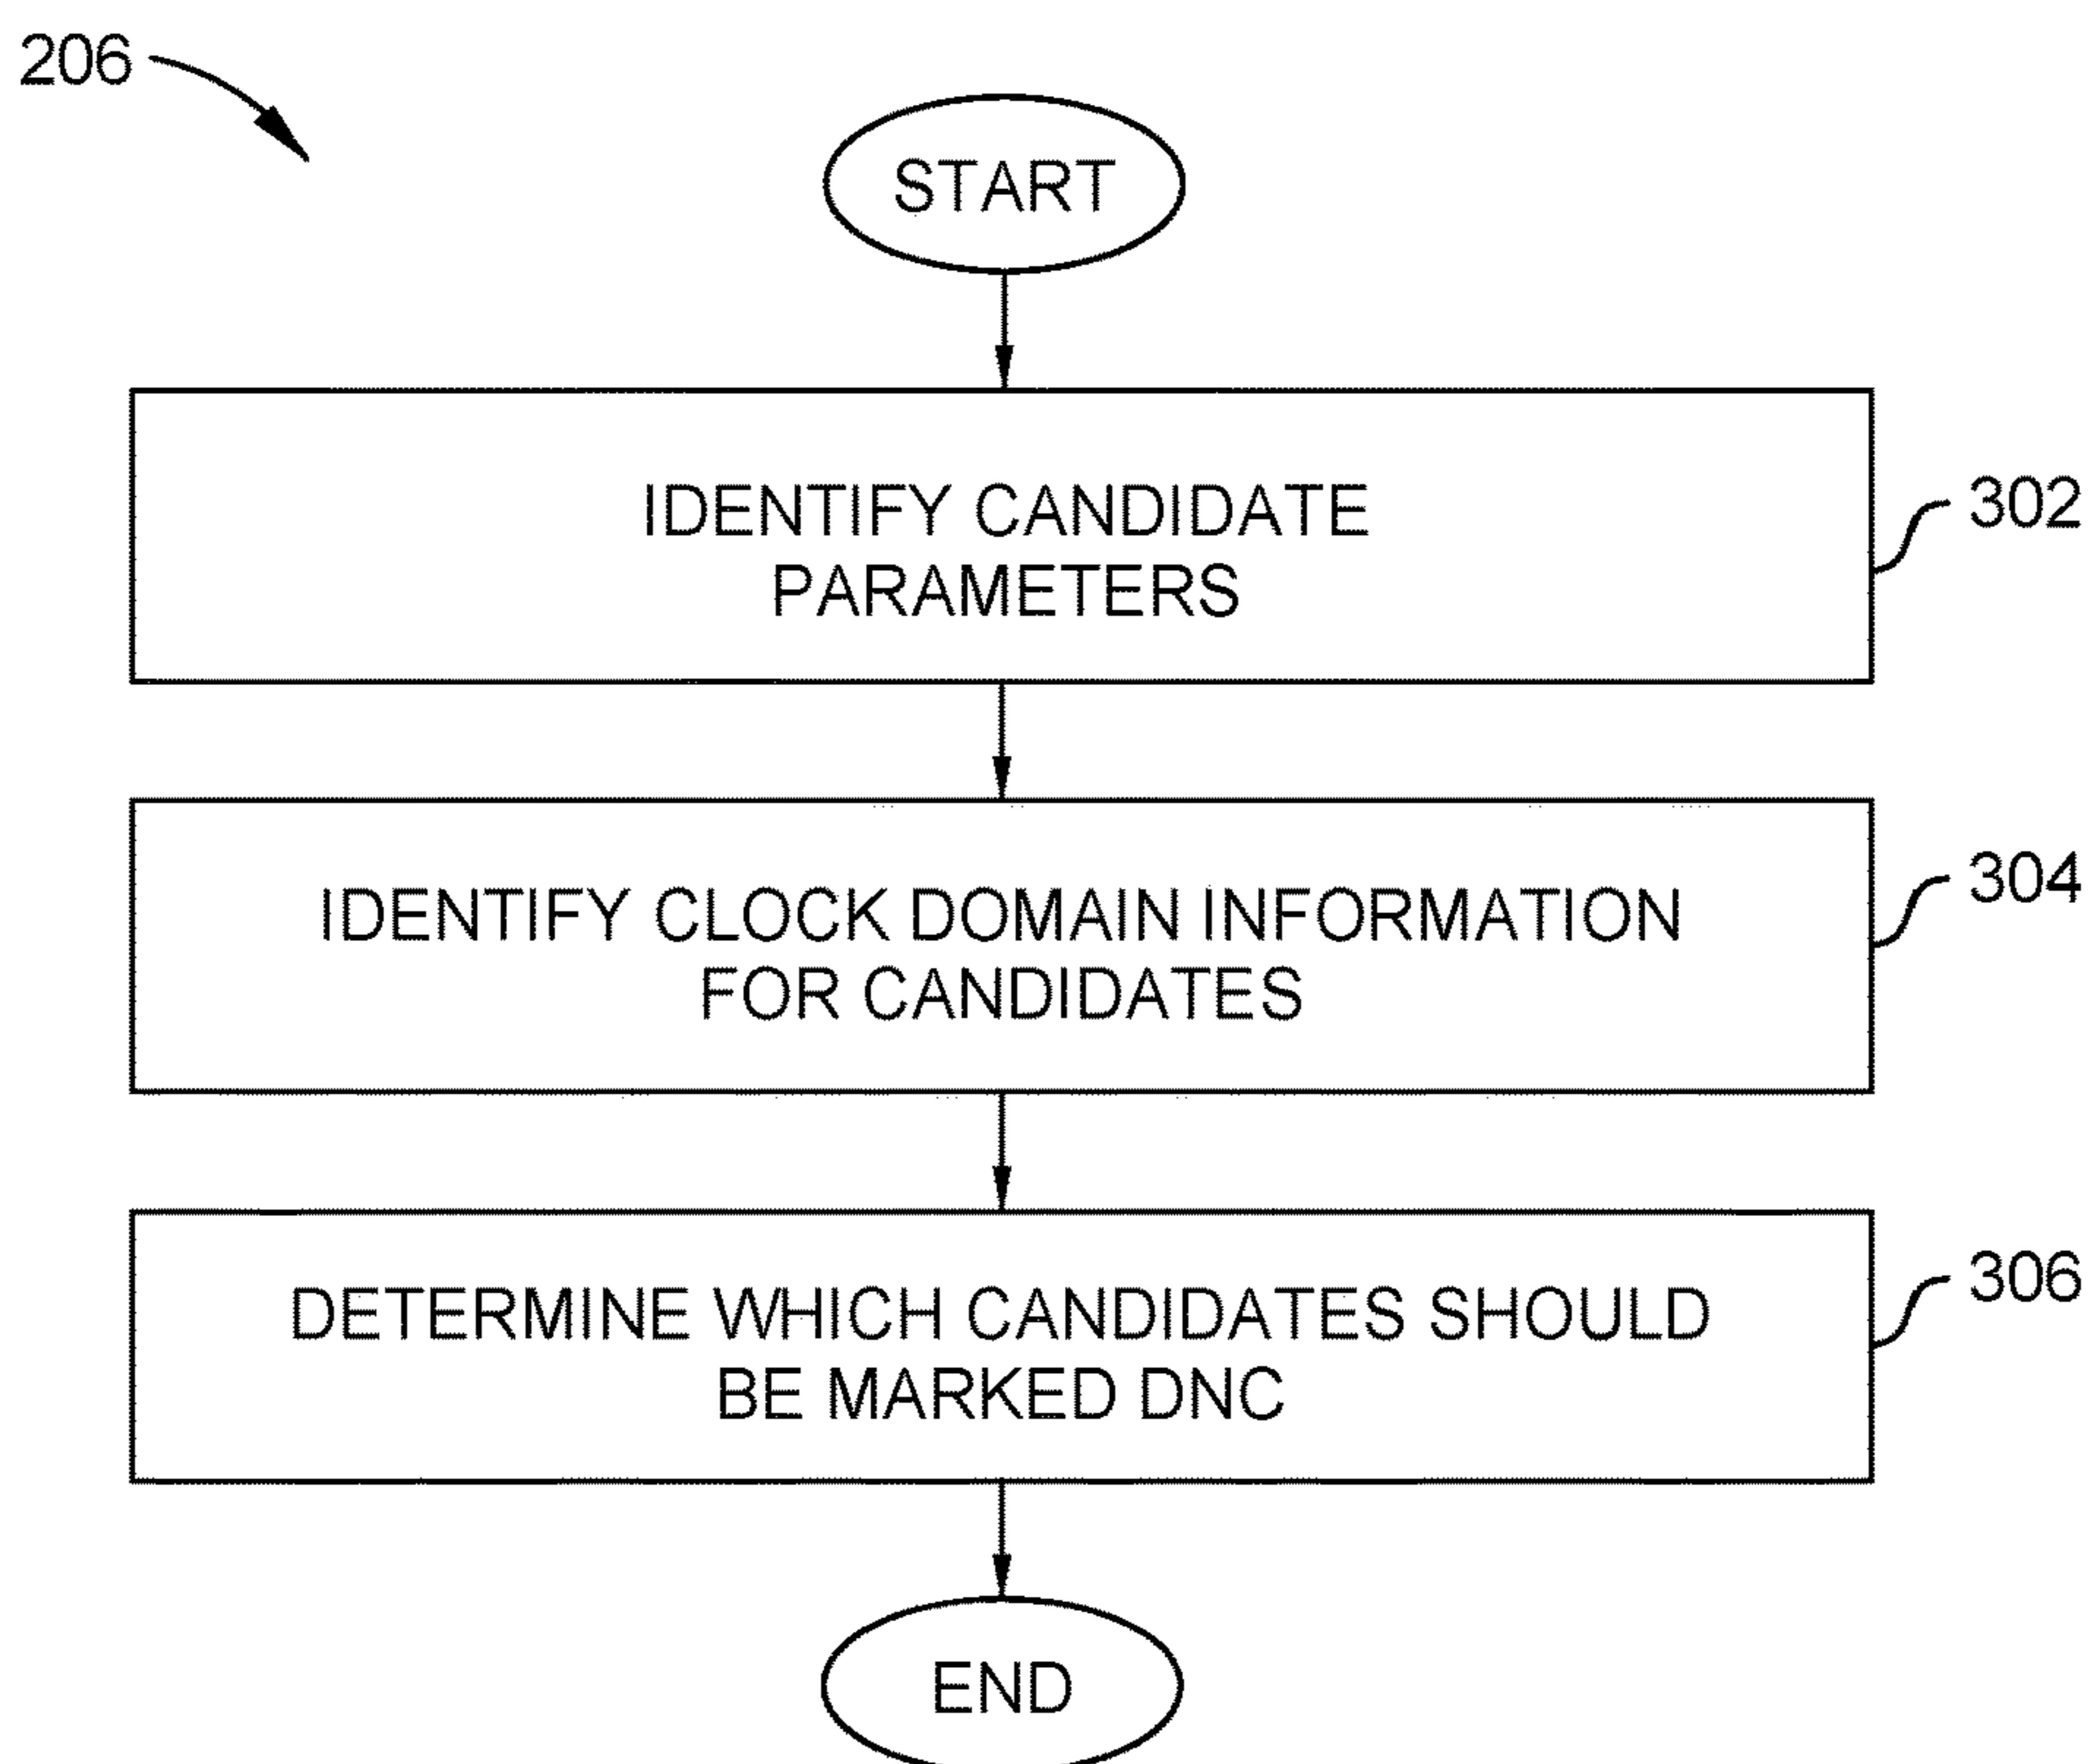 206
START
IDENTIFY CANDIDATE
PARAMETERS
302
IDENTIFY CLOCK DOMAIN INFORMATION
FOR CANDIDATES
304
DETERMINE WHICH CANDIDATES SHOULD
BE MARKED DNC
306
END